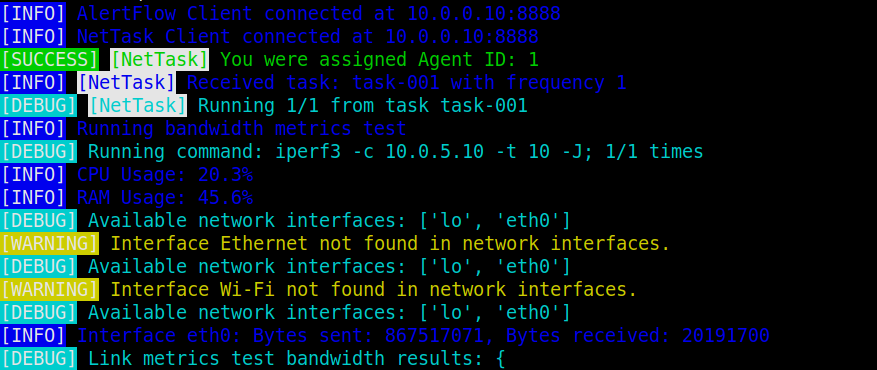 [INFO] AlertFlow Client connected at 10.0.0.10:8888
[INFO] NetTask Client connected at 10.0.0.10:8888
[SUCCESS] [NetTask] You were assigned Agent ID: 1
[INFO] [NetTask] Received task: task-001 with frequency 1
[DEBUG] [NetTask] Running 1/1 from task task-001
[INFO] Running bandwidth metrics test
[DEBUG] Running command: iperf3 -c 10.0.5.10 -t 10 -J; 1/1 times
[INFO] CPU Usage: 20.3%
[INFO] RAM Usage: 45.6%
[DEBUG] Available network interfaces: ['lo', 'eth0']
[WARNING] Interface Ethernet not found in network interfaces.
[DEBUG] Available network interfaces: ['lo', 'eth0']
[WARNING] Interface Wi-Fi not found in network interfaces.
[DEBUG] Available network interfaces: ['lo', 'eth0']
[INFO] Interface eth0: Bytes sent: 867517071, Bytes received: 20191700
[DEBUG] Link metrics test bandwidth results: {